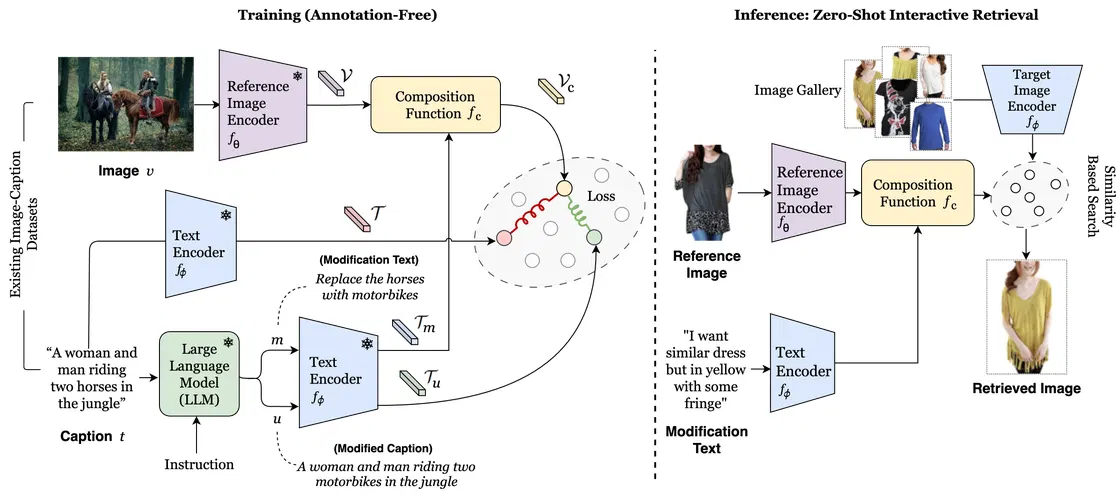 Training (Annotation-Free)
Existing Image-Caption
Datasets
Image v
Reference
Image
Encoder
fθ
𝒱
Composition
Function fc
𝒱c
Loss
Text
Encoder
fϕ
𝒯
(Modification Text)
Replace the horses
with motorbikes
“A woman and
man riding
two horses in
the jungle”
Caption t
Large
Language
Model
(LLM)
Instruction
m
u
Text
Encoder
fϕ
𝒯m
𝒯u
(Modified Caption)
A woman and man riding two
motorbikes in the jungle
Inference: Zero-Shot Interactive Retrieval
Image Gallery
Target
Image
Encoder
fϕ
Reference
Image
Reference
Image
Encoder
fθ
Composition
Function fc
Similarity
Based Search
"I want
similar dress
but in yellow
with some
fringe"
Modification
Text
Text
Encoder
fϕ
Retrieved Image